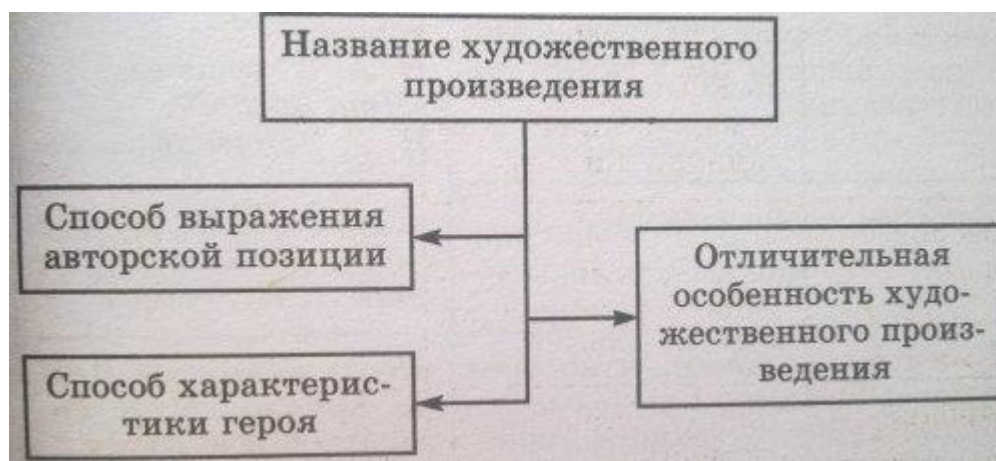 Название художественного
произведения
Способ выражения
авторской позиции
Отличительная
особенность худо-
жественного произ-
ведения
Способ характерис-
тики героя